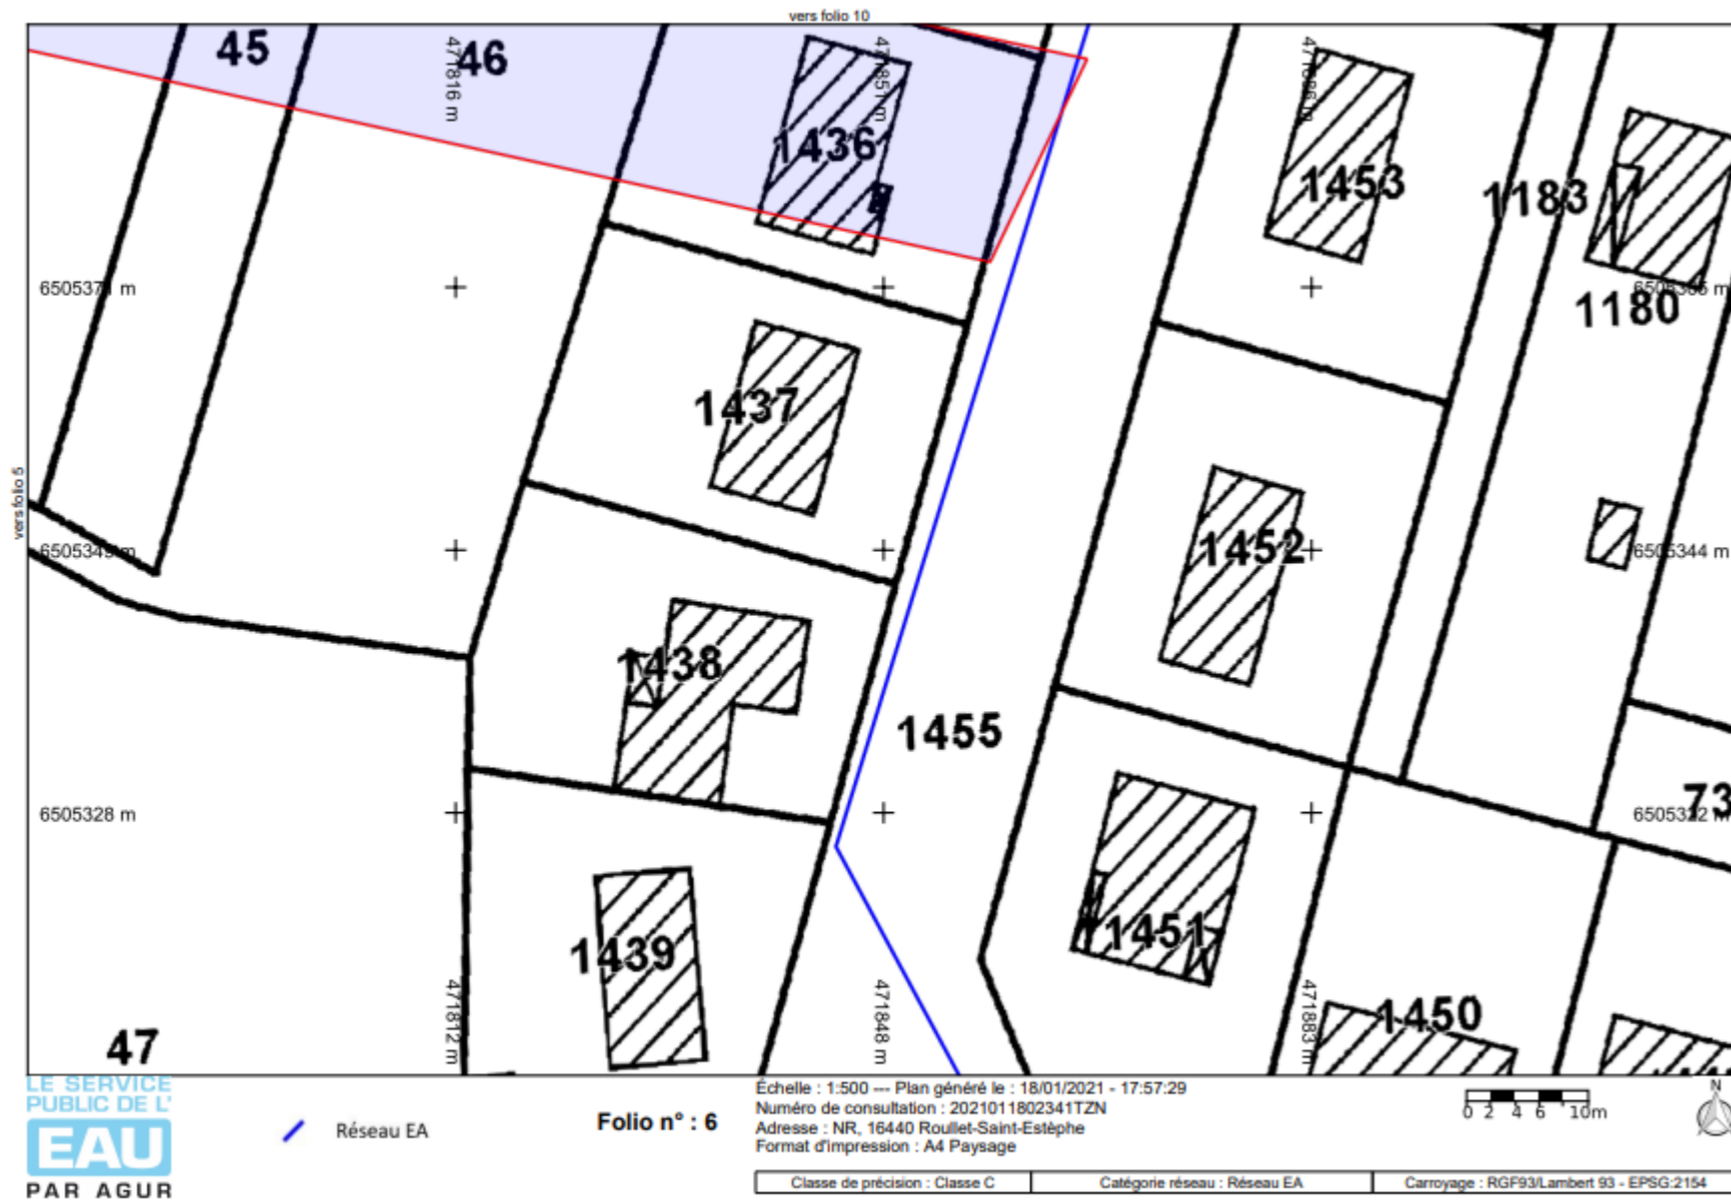 vers folio 10
45
46
471816 m
471851 m
471886 m
1436
1453
1183
1180
6505371 m
1437
vers folio 5
6505349 m
1452
6505344 m
1438
1455
73
6505328 m
6505322 m
1439
1451
471812 m
471848 m
471883 m
1450
47
LE SERVICE
PUBLIC DE L'
EAU
PAR AGUR
Réseau EA
Folio n° : 6
Échelle : 1:500 --- Plan généré le : 18/01/2021 - 17:57:29
Numéro de consultation : 2021011802341TZN
Adresse : NR, 16440 Roullet-Saint-Estèphe
Format d'impression : A4 Paysage
0 2 4 6 10m
N
Classe de précision : Classe C
Catégorie réseau : Réseau EA
Carroyage : RGF93/Lambert 93 - EPSG:2154